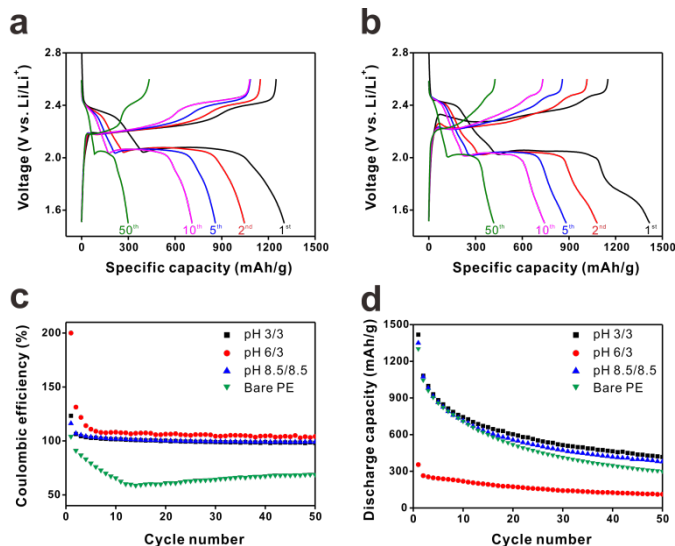 a
2.8
2.4
2.0
1.6
Voltage (V vs. Li/Li⁺)
50ᵗʰ
10ᵗʰ
5ᵗʰ
2ⁿᵈ
1ˢᵗ
0 300 600 900 1200 1500
Specific capacity (mAh/g)
b
2.8
2.4
2.0
1.6
Voltage (V vs. Li/Li⁺)
50ᵗʰ
10ᵗʰ
5ᵗʰ
2ⁿᵈ
1ˢᵗ
0 300 600 900 1200 1500
Specific capacity (mAh/g)
c
200
150
100
50
Coulombic efficiency (%)
pH 3/3
pH 6/3
pH 8.5/8.5
Bare PE
0 10 20 30 40 50
Cycle number
d
1500
1200
900
600
300
0
Discharge capacity (mAh/g)
pH 3/3
pH 6/3
pH 8.5/8.5
Bare PE
0 10 20 30 40 50
Cycle number